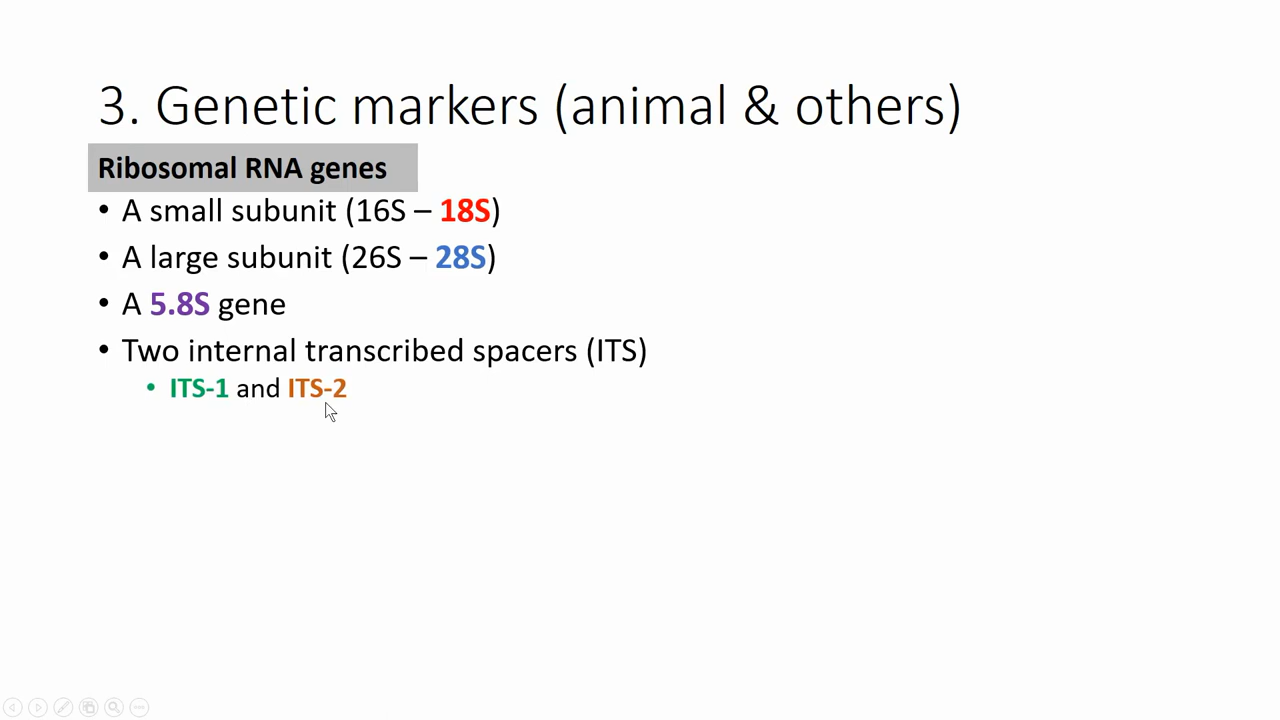 3. Genetic markers (animal & others)
Ribosomal RNA genes
• A small subunit (16S – 18S)
• A large subunit (26S – 28S)
• A 5.8S gene
• Two internal transcribed spacers (ITS)
• ITS-1 and ITS-2